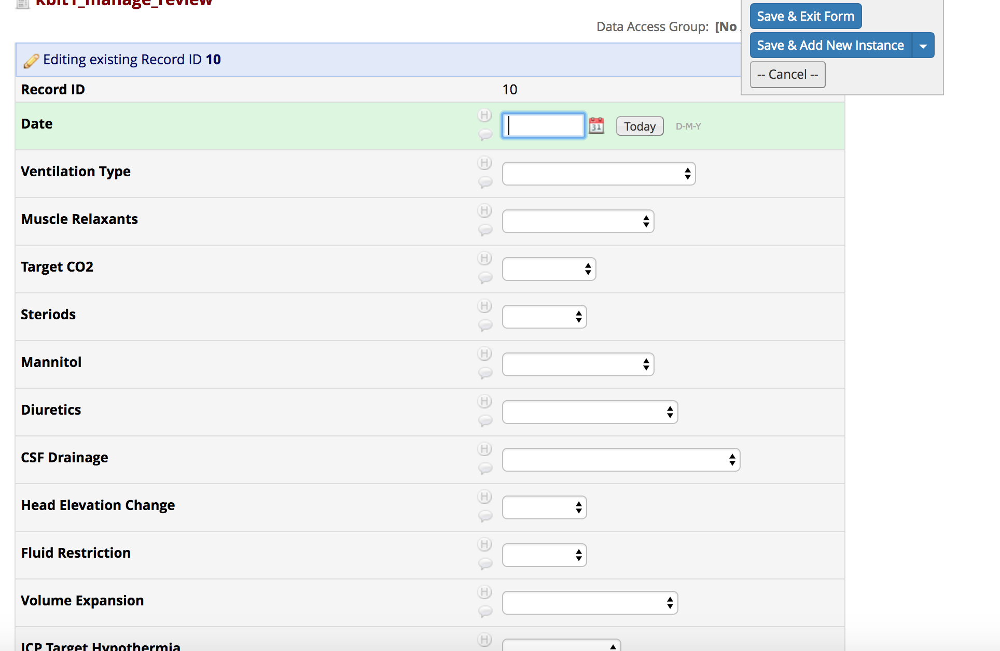 kbit1_manage_review
Data Access Group: [No
Save & Exit Form
Save & Add New Instance
-- Cancel --
Editing existing Record ID 10
Record ID 10
Date H 31 Today D-M-Y
Ventilation Type H
Muscle Relaxants H
Target CO2 H
Steriods H
Mannitol H
Diuretics H
CSF Drainage H
Head Elevation Change H
Fluid Restriction H
Volume Expansion H
ICP Target Hypothermia H